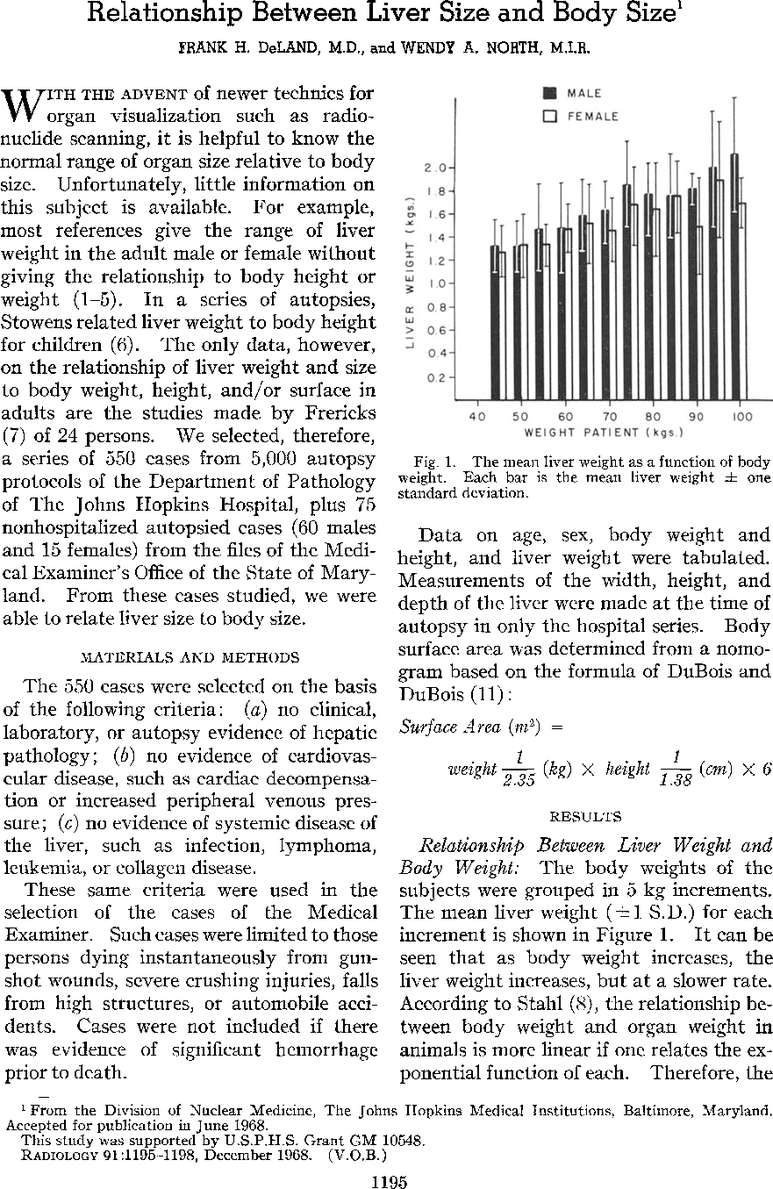 Relationship Between Liver Size and Body Size¹
FRANK H. DeLAND, M.D., and WENDY A. NORTH, M.I.R.
WITH THE ADVENT of newer technics for
organ visualization such as radio-
nuclide scanning, it is helpful to know the
normal range of organ size relative to body
size. Unfortunately, little information on
this subject is available. For example,
most references give the range of liver
weight in the adult male or female without
giving the relationship to body height or
weight (1–5). In a series of autopsies,
Stowens related liver weight to body height
for children (6). The only data, however,
on the relationship of liver weight and size
to body weight, height, and/or surface in
adults are the studies made by Frericks
(7) of 24 persons. We selected, therefore,
a series of 550 cases from 5,000 autopsy
protocols of the Department of Pathology
of The Johns Hopkins Hospital, plus 75
nonhospitalized autopsied cases (60 males
and 15 females) from the files of the Medi-
cal Examiner's Office of the State of Mary-
land. From these cases studied, we were
able to relate liver size to body size.
MATERIALS AND METHODS
The 550 cases were selected on the basis
of the following criteria: (a) no clinical,
laboratory, or autopsy evidence of hepatic
pathology; (b) no evidence of cardiovas-
cular disease, such as cardiac decompensa-
tion or increased peripheral venous pres-
sure; (c) no evidence of systemic disease of
the liver, such as infection, lymphoma,
leukemia, or collagen disease.
These same criteria were used in the
selection of the cases of the Medical
Examiner. Such cases were limited to those
persons dying instantaneously from gun-
shot wounds, severe crushing injuries, falls
from high structures, or automobile acci-
dents. Cases were not included if there
was evidence of significant hemorrhage
prior to death.
MALE
FEMALE
LIVER WEIGHT (kgs.)
2.0
1.8
1.6
1.4
1.2
1.0
0.8
0.6
0.4
0.2
40 50 60 70 80 90 100
WEIGHT PATIENT (kgs.)
Fig. 1. The mean liver weight as a function of body
weight. Each bar is the mean liver weight ± one
standard deviation.
Data on age, sex, body weight and
height, and liver weight were tabulated.
Measurements of the width, height, and
depth of the liver were made at the time of
autopsy in only the hospital series. Body
surface area was determined from a nomo-
gram based on the formula of DuBois and
DuBois (11):
Surface Area (m²) =
weight 1/2.35 (kg) × height 1/1.38 (cm) × 6
RESULTS
Relationship Between Liver Weight and
Body Weight: The body weights of the
subjects were grouped in 5 kg increments.
The mean liver weight (±1 S.D.) for each
increment is shown in Figure 1. It can be
seen that as body weight increases, the
liver weight increases, but at a slower rate.
According to Stahl (8), the relationship be-
tween body weight and organ weight in
animals is more linear if one relates the ex-
ponential function of each. Therefore, the
¹ From the Division of Nuclear Medicine, The Johns Hopkins Medical Institutions, Baltimore, Maryland.
Accepted for publication in June 1968.
This study was supported by U.S.P.H.S. Grant GM 10548.
RADIOLOGY 91:1195–1198, December 1968. (V.O.B.)
1195